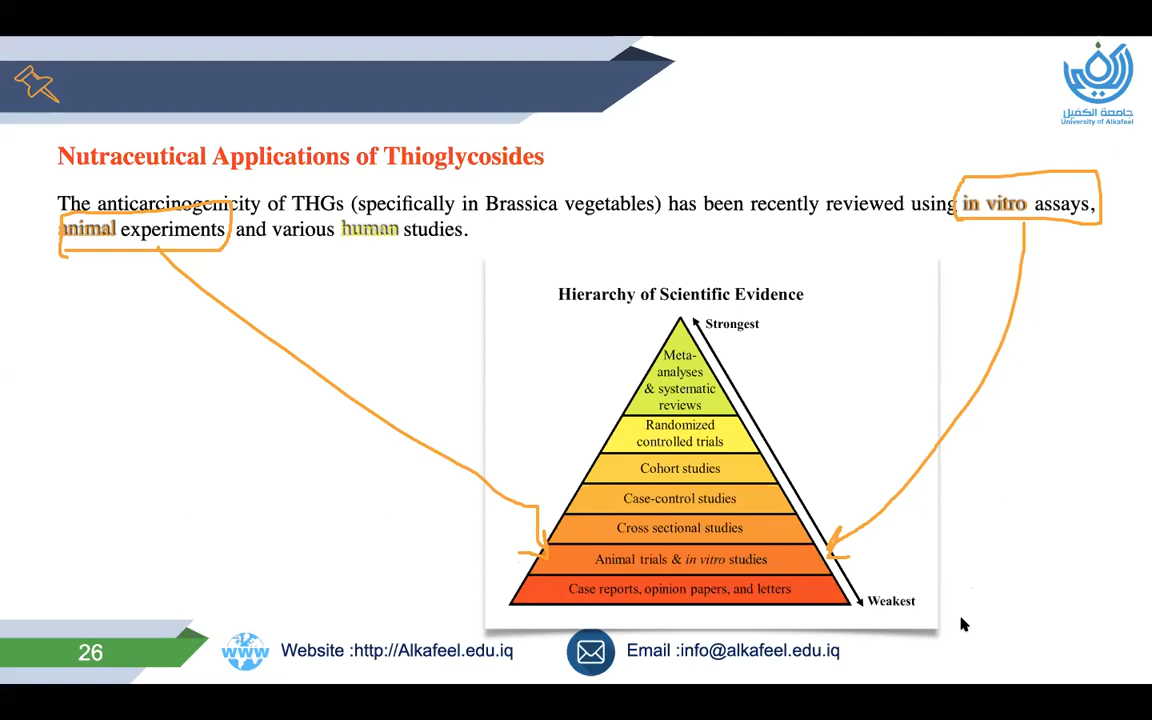 جامعة الكفيل
University of Alkafeel
Nutraceutical Applications of Thioglycosides
The anticarcinogenicity of THGs (specifically in Brassica vegetables) has been recently reviewed using in vitro assays,
animal experiments, and various human studies.
Hierarchy of Scientific Evidence
Strongest
Meta-
analyses
& systematic
reviews
Randomized
controlled trials
Cohort studies
Case-control studies
Cross sectional studies
Animal trials & in vitro studies
Case reports, opinion papers, and letters
Weakest
26
WWW
Website :http://Alkafeel.edu.iq
Email :info@alkafeel.edu.iq